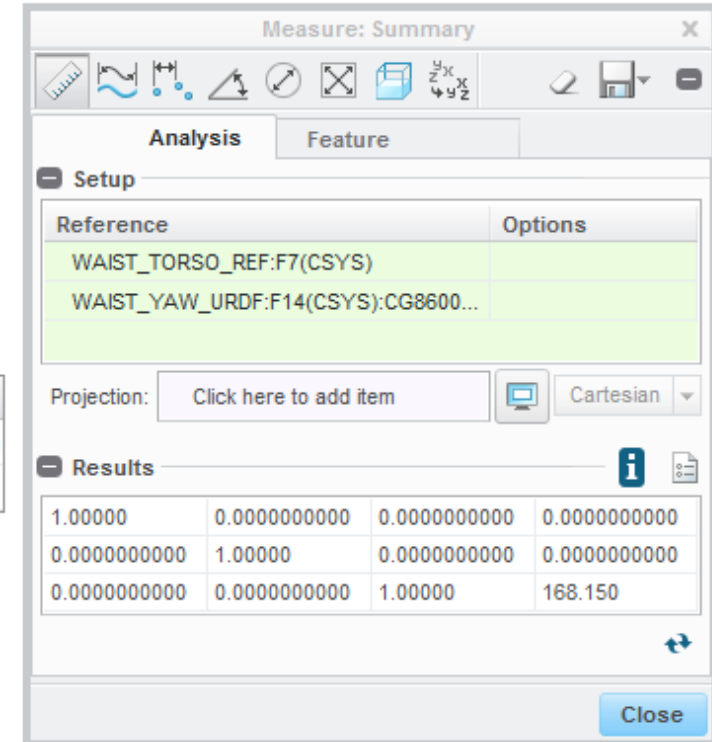 Measure: Summary
Analysis Feature
Setup
Reference Options
WAIST_TORSO_REF:F7(CSYS)
WAIST_YAW_URDF:F14(CSYS):CG8600...
Projection: Click here to add item Cartesian
Results
1.00000 0.0000000000 0.0000000000 0.0000000000
0.0000000000 1.00000 0.0000000000 0.0000000000
0.0000000000 0.0000000000 1.00000 168.150
Close